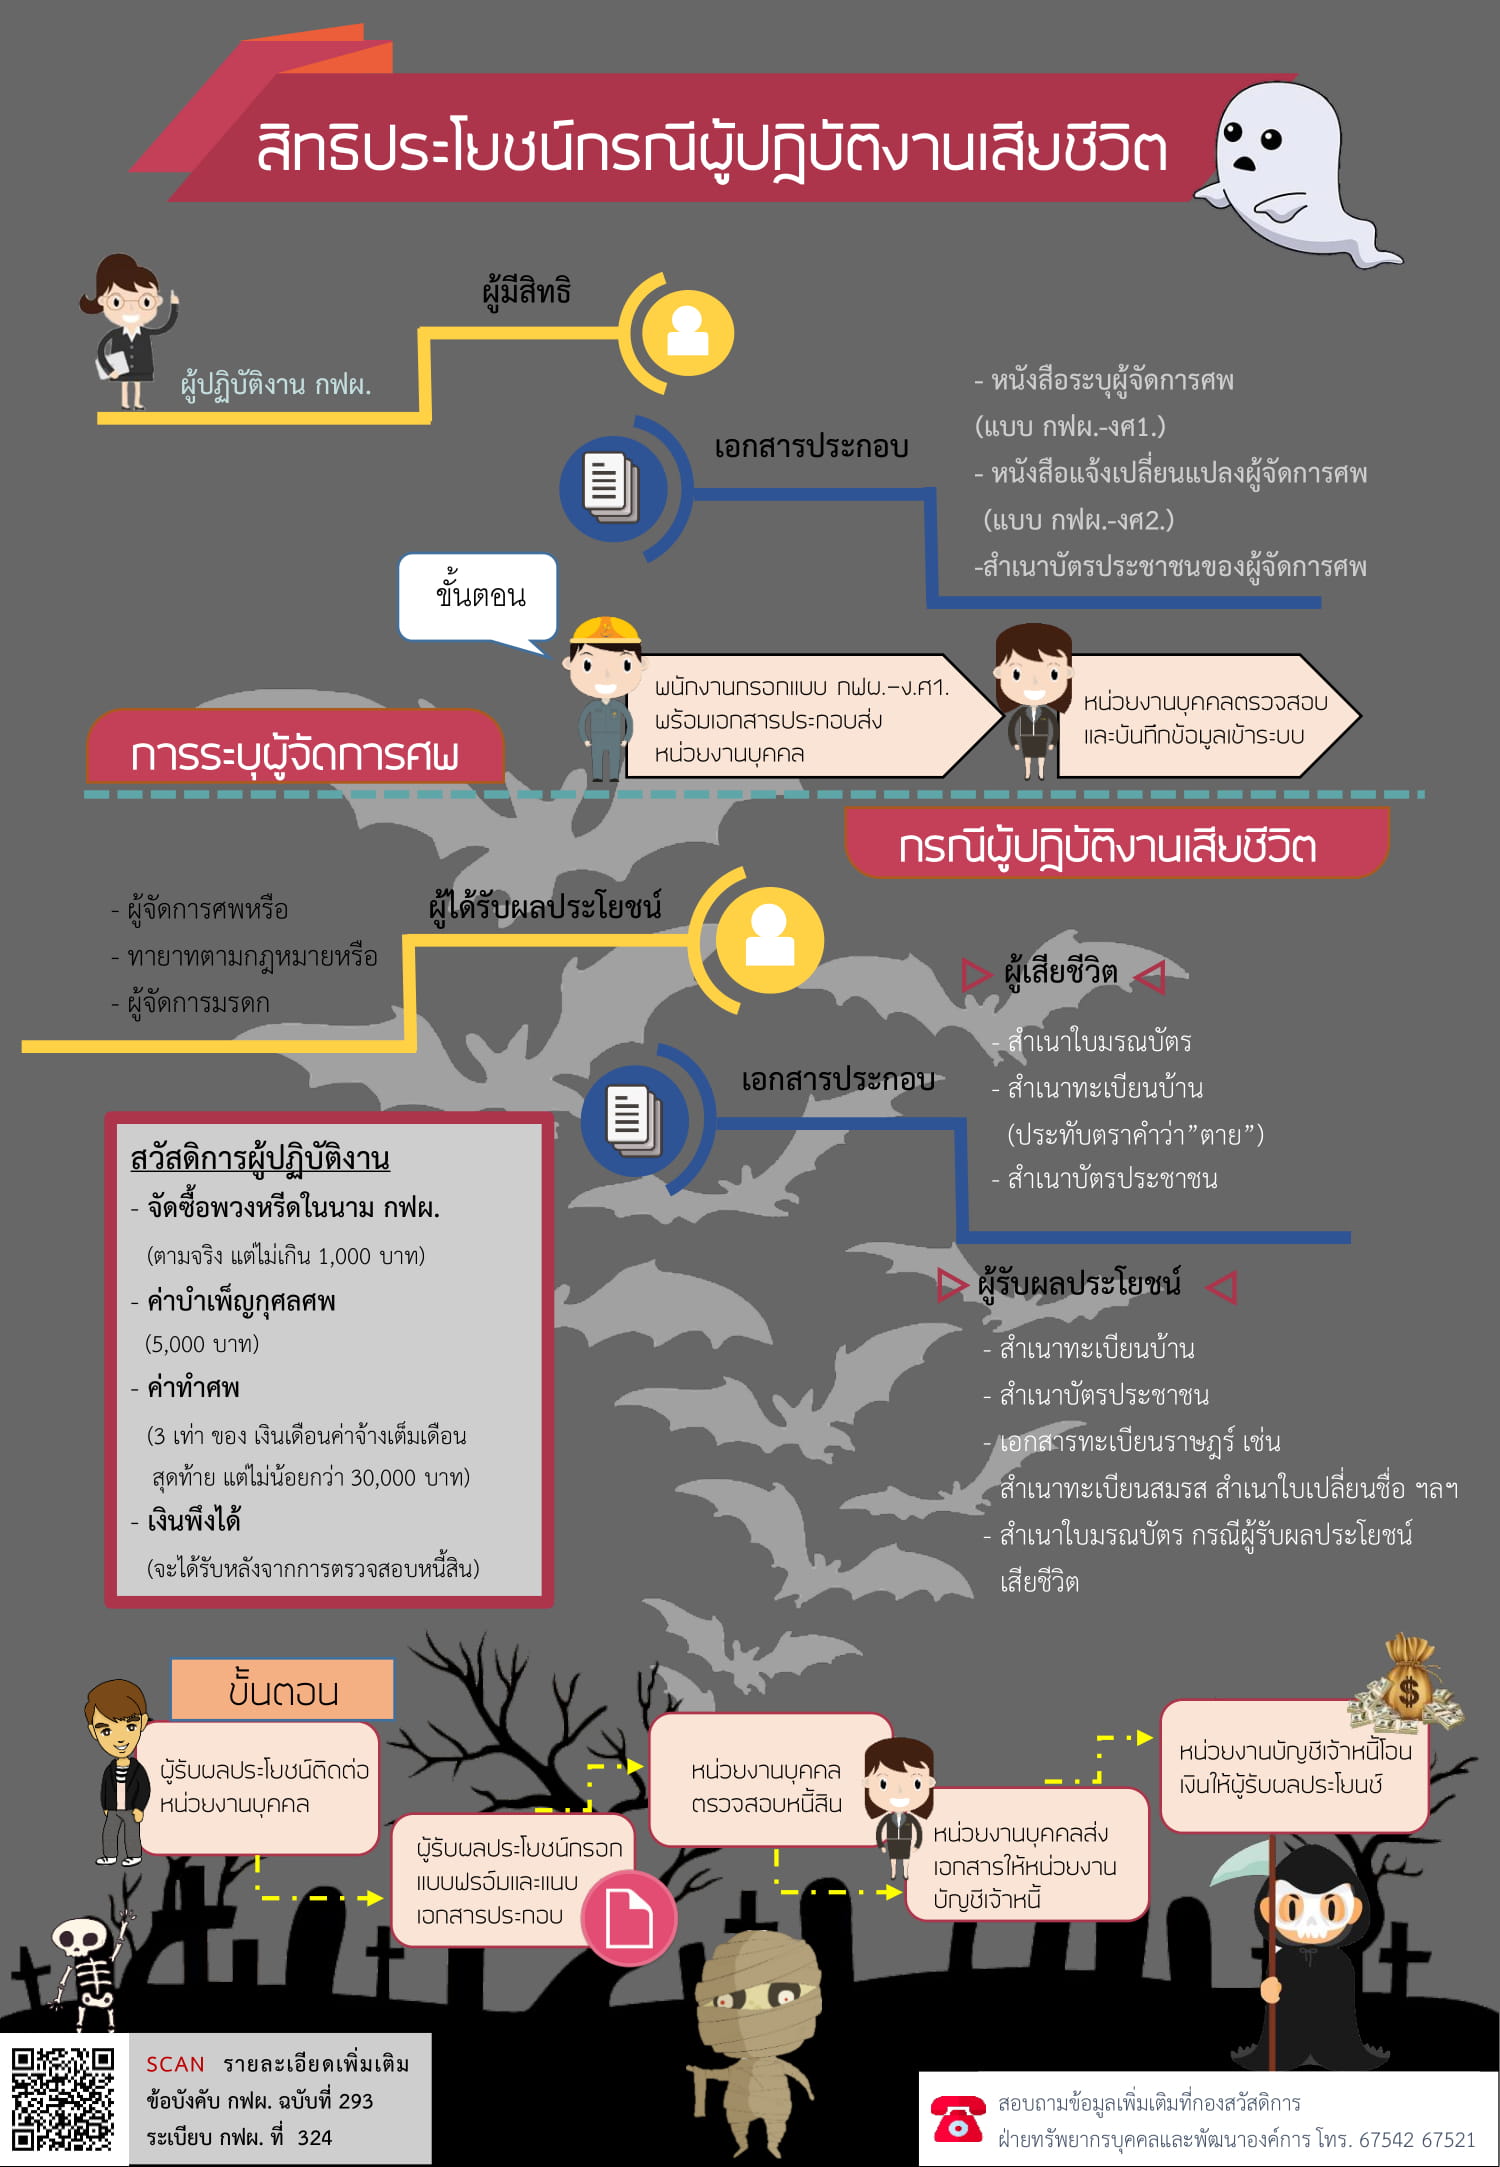 สิทธิประโยชน์กรณีผู้ปฏิบัติงานเสียชีวิต
ผู้มีสิทธิ
ผู้ปฏิบัติงาน กฟผ.
เอกสารประกอบ
- หนังสือระบุผู้จัดการศพ
(แบบ กฟผ.-งศ1.)
- หนังสือแจ้งเปลี่ยนแปลงผู้จัดการศพ
(แบบ กฟผ.-งศ2.)
-สำเนาบัตรประชาชนของผู้จัดการศพ
ขั้นตอน
พนักงานกรอกแบบ กฟผ.-ง.ศ1.
พร้อมเอกสารประกอบส่ง
หน่วยงานบุคคล
หน่วยงานบุคคลตรวจสอบ
และบันทึกข้อมูลเข้าระบบ
การระบุผู้จัดการศพ
กรณีผู้ปฏิบัติงานเสียชีวิต
ผู้ได้รับผลประโยชน์
- ผู้จัดการศพหรือ
- ทายาทตามกฎหมายหรือ
- ผู้จัดการมรดก
เอกสารประกอบ
ผู้เสียชีวิต
- สำเนาใบมรณบัตร
- สำเนาทะเบียนบ้าน
(ประทับตราคำว่า”ตาย”)
- สำเนาบัตรประชาชน
ผู้รับผลประโยชน์
- สำเนาทะเบียนบ้าน
- สำเนาบัตรประชาชน
- เอกสารทะเบียนราษฎร์ เช่น
สำเนาทะเบียนสมรส สำเนาใบเปลี่ยนชื่อ ฯลฯ
- สำเนาใบมรณบัตร กรณีผู้รับผลประโยชน์
เสียชีวิต
สวัสดิการผู้ปฏิบัติงาน
- จัดซื้อพวงหรีดในนาม กฟผ.
(ตามจริง แต่ไม่เกิน 1,000 บาท)
- ค่าบำเพ็ญกุศลศพ
(5,000 บาท)
- ค่าทำศพ
(3 เท่า ของ เงินเดือนค่าจ้างเต็มเดือน
สุดท้าย แต่ไม่น้อยกว่า 30,000 บาท)
- เงินพึงได้
(จะได้รับหลังจากการตรวจสอบหนี้สิน)
ขั้นตอน
ผู้รับผลประโยชน์ติดต่อ
หน่วยงานบุคคล
ผู้รับผลประโยชน์กรอก
แบบฟรอ์มและแนบ
เอกสารประกอบ
หน่วยงานบุคคล
ตรวจสอบหนี้สิน
หน่วยงานบุคคลส่ง
เอกสารให้หน่วยงาน
บัญชีเจ้าหนี้
หน่วยงานบัญชีเจ้าหนี้โอน
เงินให้ผู้รับผลประโยนช์
SCAN รายละเอียดเพิ่มเติม
ข้อบังคับ กฟผ. ฉบับที่ 293
ระเบียบ กฟผ. ที่ 324
สอบถามข้อมูลเพิ่มเติมที่กองสวัสดิการ
ฝ่ายทรัพยากรบุคคลและพัฒนาองค์การ โทร. 67542 67521